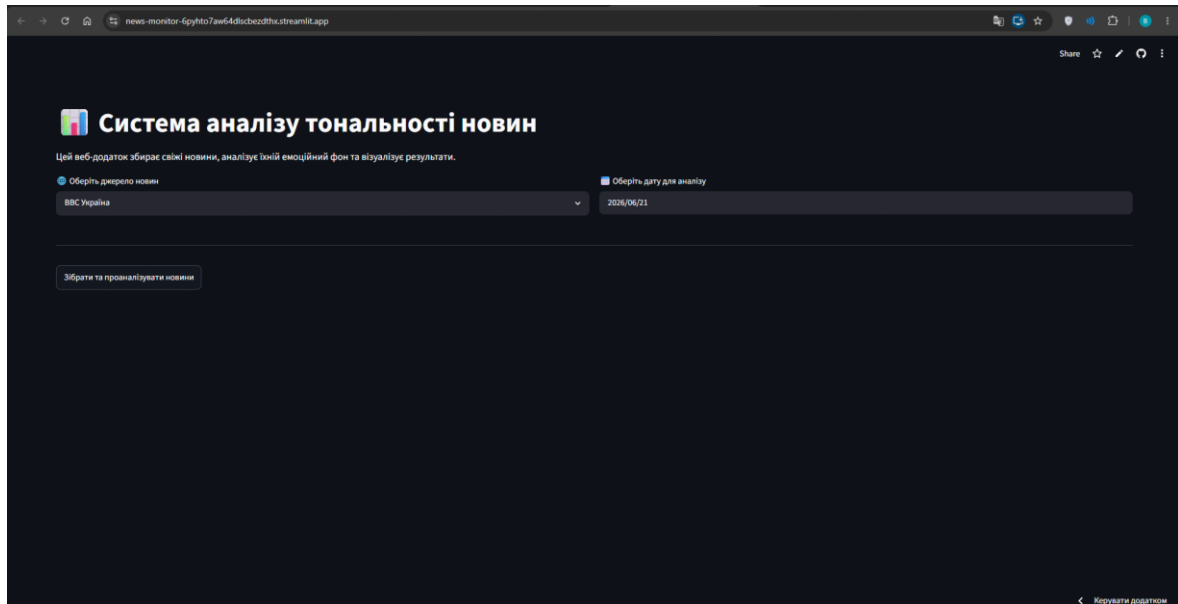 news-monitor-6pyhto7aw64dlscbezdthx.streamlit.app
Share
Система аналізу тональності новин
Цей веб-додаток збирає свіжі новини, аналізує їхній емоційний фон та візуалізує результати.
Оберіть джерело новин
Оберіть дату для аналізу
BBC Україна
2026/06/21
Зібрати та проаналізувати новини
Керувати додатком